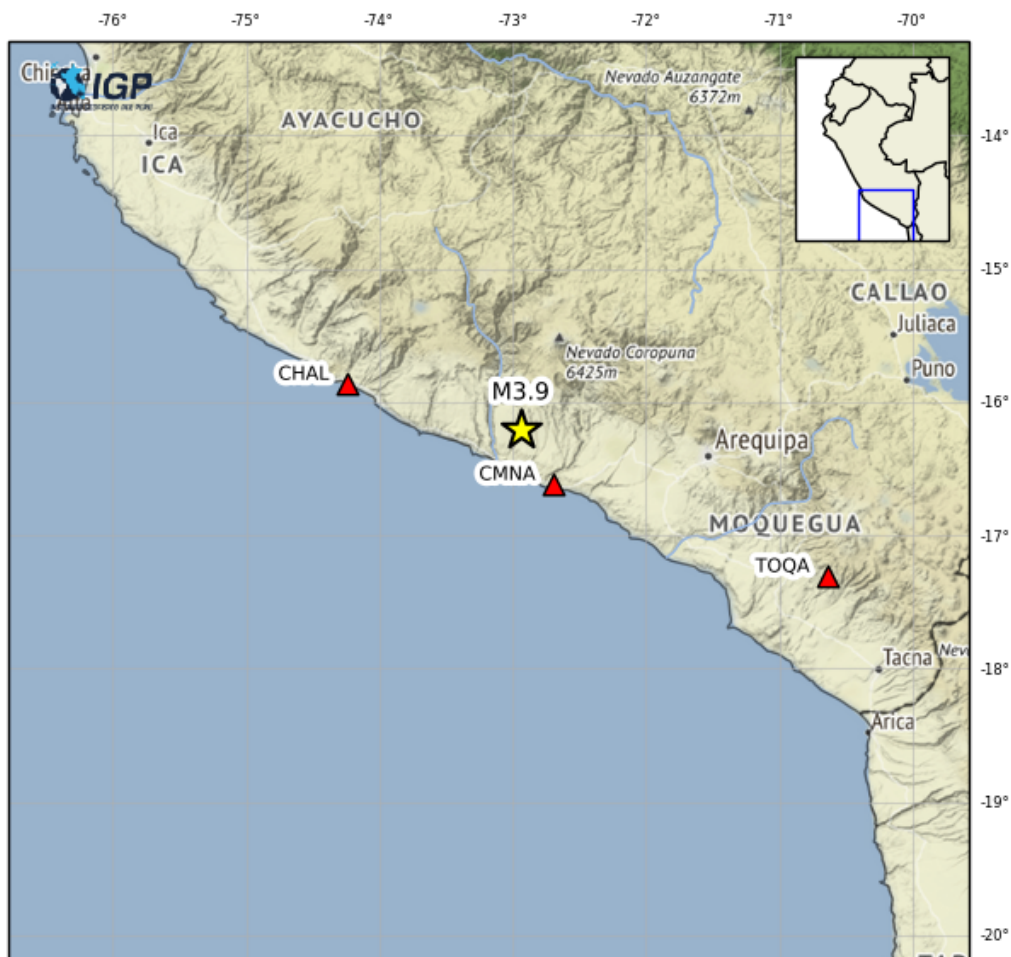 -76°
-75°
-74°
-73°
-72°
-71°
-70°
IGP
Nevado Auzangate
6372m
AYACUCHO
-14°
Ica
ICA
-15°
CALLAO
Juliaca
Nevado Coropuna
6425m
Puno
CHAL
M3.9
-16°
Arequipa
CMNA
MOQUEGUA
-17°
TOQA
Tacna
Nev
-18°
Arica
-19°
-20°